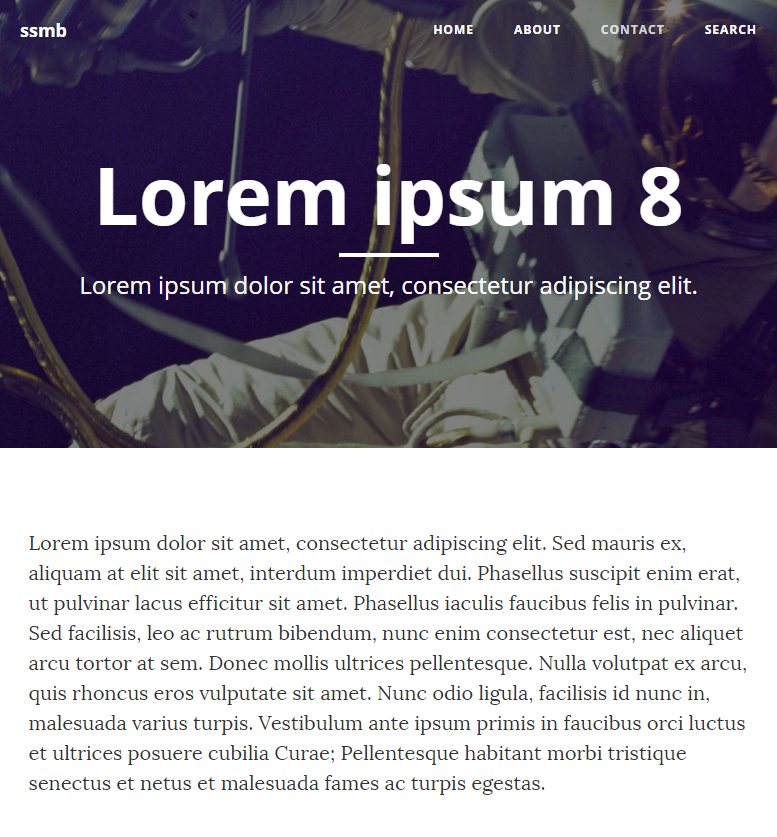 ssmb
HOME ABOUT CONTACT SEARCH
Lorem ipsum 8
Lorem ipsum dolor sit amet, consectetur adipiscing elit.
Lorem ipsum dolor sit amet, consectetur adipiscing elit. Sed mauris ex,
aliquam at elit sit amet, interdum imperdiet dui. Phasellus suscipit enim erat,
ut pulvinar lacus efficitur sit amet. Phasellus iaculis faucibus felis in pulvinar.
Sed facilisis, leo ac rutrum bibendum, nunc enim consectetur est, nec aliquet
arcu tortor at sem. Donec mollis ultrices pellentesque. Nulla volutpat ex arcu,
quis rhoncus eros vulputate sit amet. Nunc odio ligula, facilisis id nunc in,
malesuada varius turpis. Vestibulum ante ipsum primis in faucibus orci luctus
et ultrices posuere cubilia Curae; Pellentesque habitant morbi tristique
senectus et netus et malesuada fames ac turpis egestas.